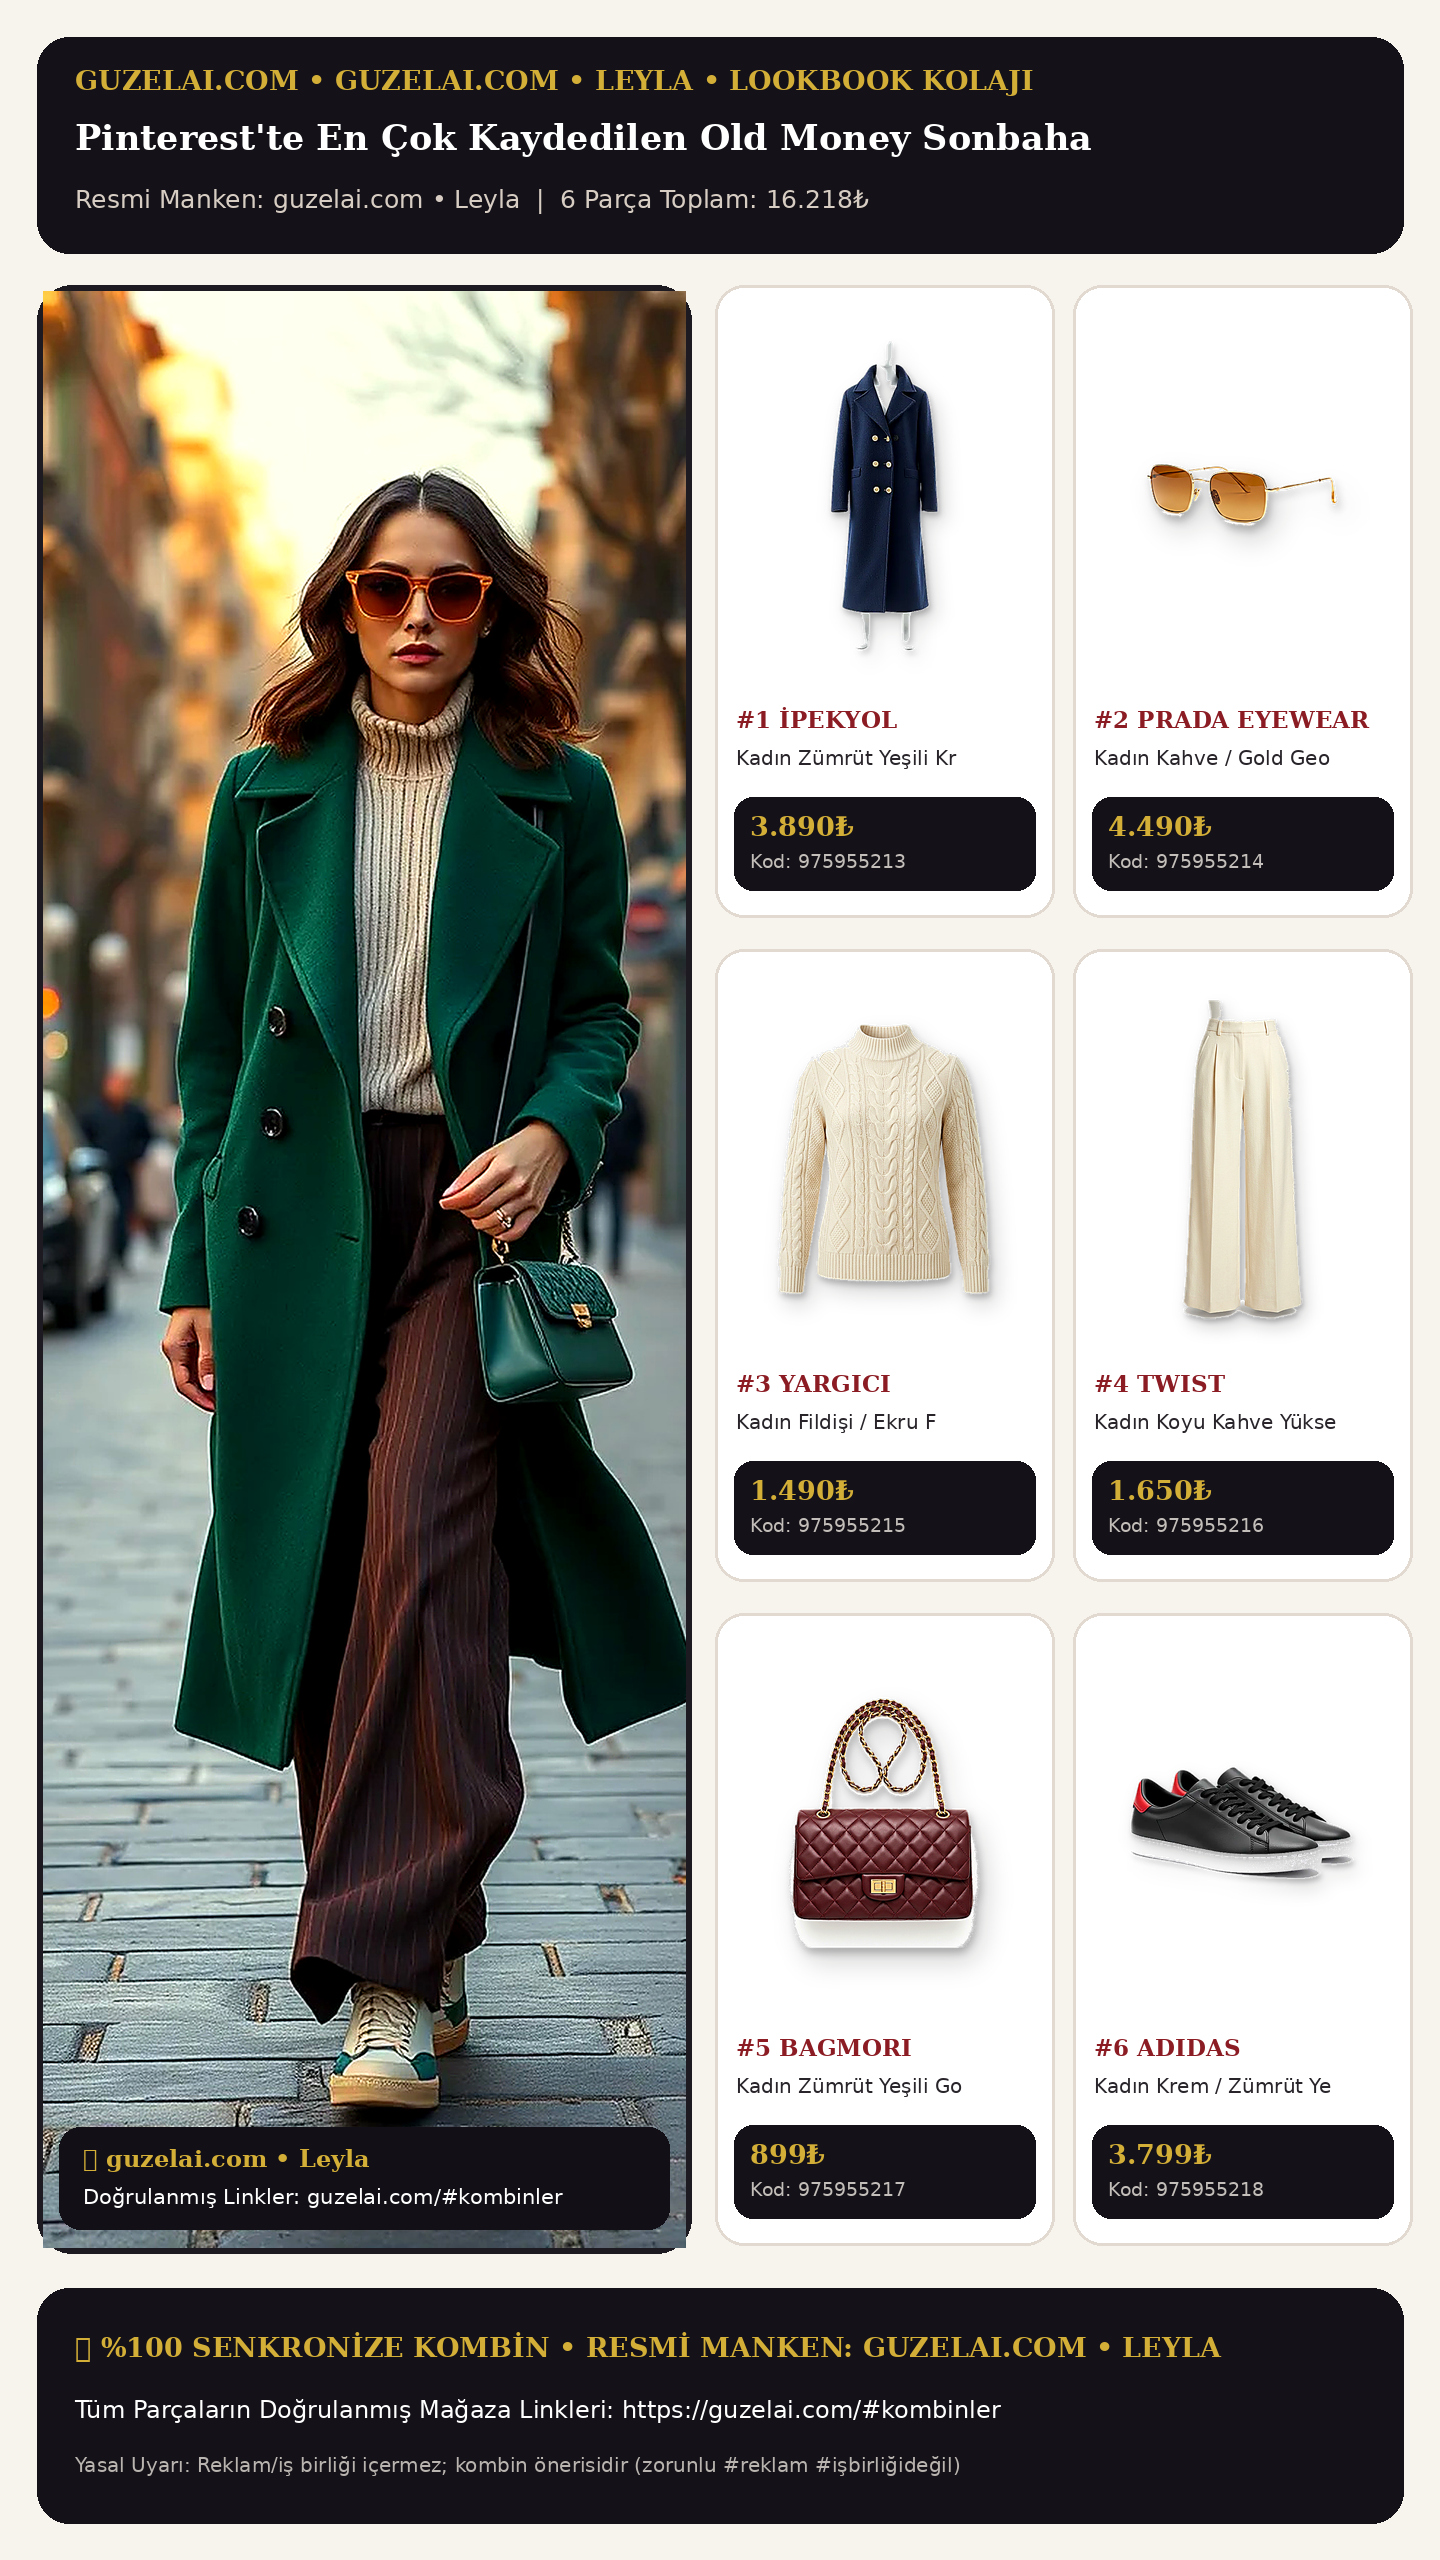 GUZELAI.COM • GUZELAI.COM • LEYLA • LOOKBOOK KOLAJI
Pinterest'te En Çok Kaydedilen Old Money Sonbaha
Resmi Manken: guzelai.com • Leyla | 6 Parça Toplam: 16.218₺
#1 İPEKYOL
Kadın Zümrüt Yeşili Kr
3.890₺
Kod: 975955213
#2 PRADA EYEWEAR
Kadın Kahve / Gold Geo
4.490₺
Kod: 975955214
#3 YARGICI
Kadın Fildişi / Ekru F
1.490₺
Kod: 975955215
#4 TWIST
Kadın Koyu Kahve Yükse
1.650₺
Kod: 975955216
#5 BAGMORI
Kadın Zümrüt Yeşili Go
899₺
Kod: 975955217
#6 ADIDAS
Kadın Krem / Zümrüt Ye
3.799₺
Kod: 975955218
guzelai.com • Leyla
Doğrulanmış Linkler: guzelai.com/#kombinler
%100 SENKRONİZE KOMBİN • RESMİ MANKEN: GUZELAI.COM • LEYLA
Tüm Parçaların Doğrulanmış Mağaza Linkleri: https://guzelai.com/#kombinler
Yasal Uyarı: Reklam/iş birliği içermez; kombin önerisidir (zorunlu #reklam #işbirliğideğil)